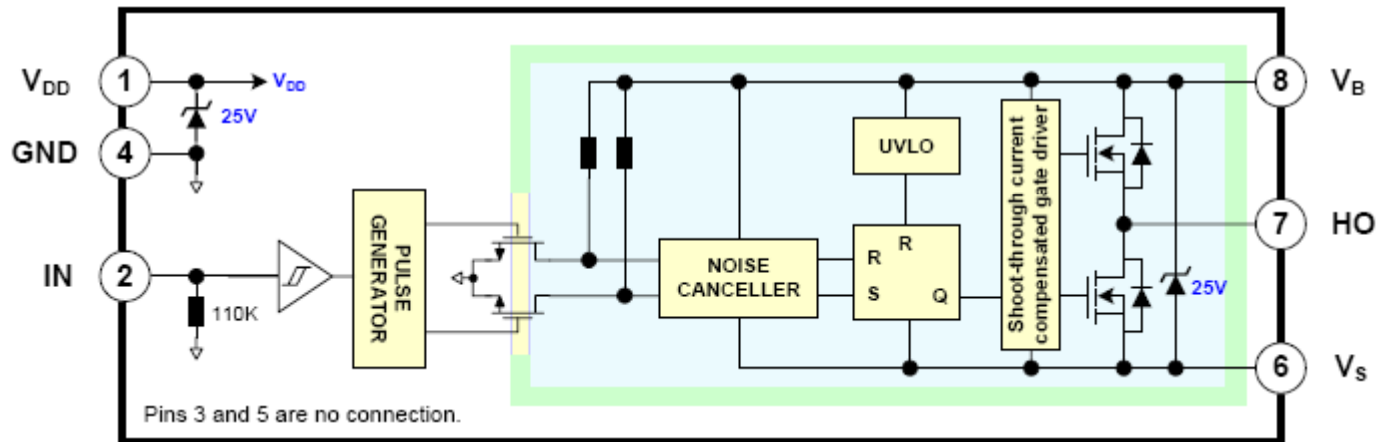 V_DD 1 V_DD
25V
GND 4
IN 2
110K
PULSE GENERATOR
NOISE
CANCELLER
UVLO
R
R
S
Q
Shoot-through current
compensated gate driver
25V
8 V_B
7 HO
6 V_S
Pins 3 and 5 are no connection.